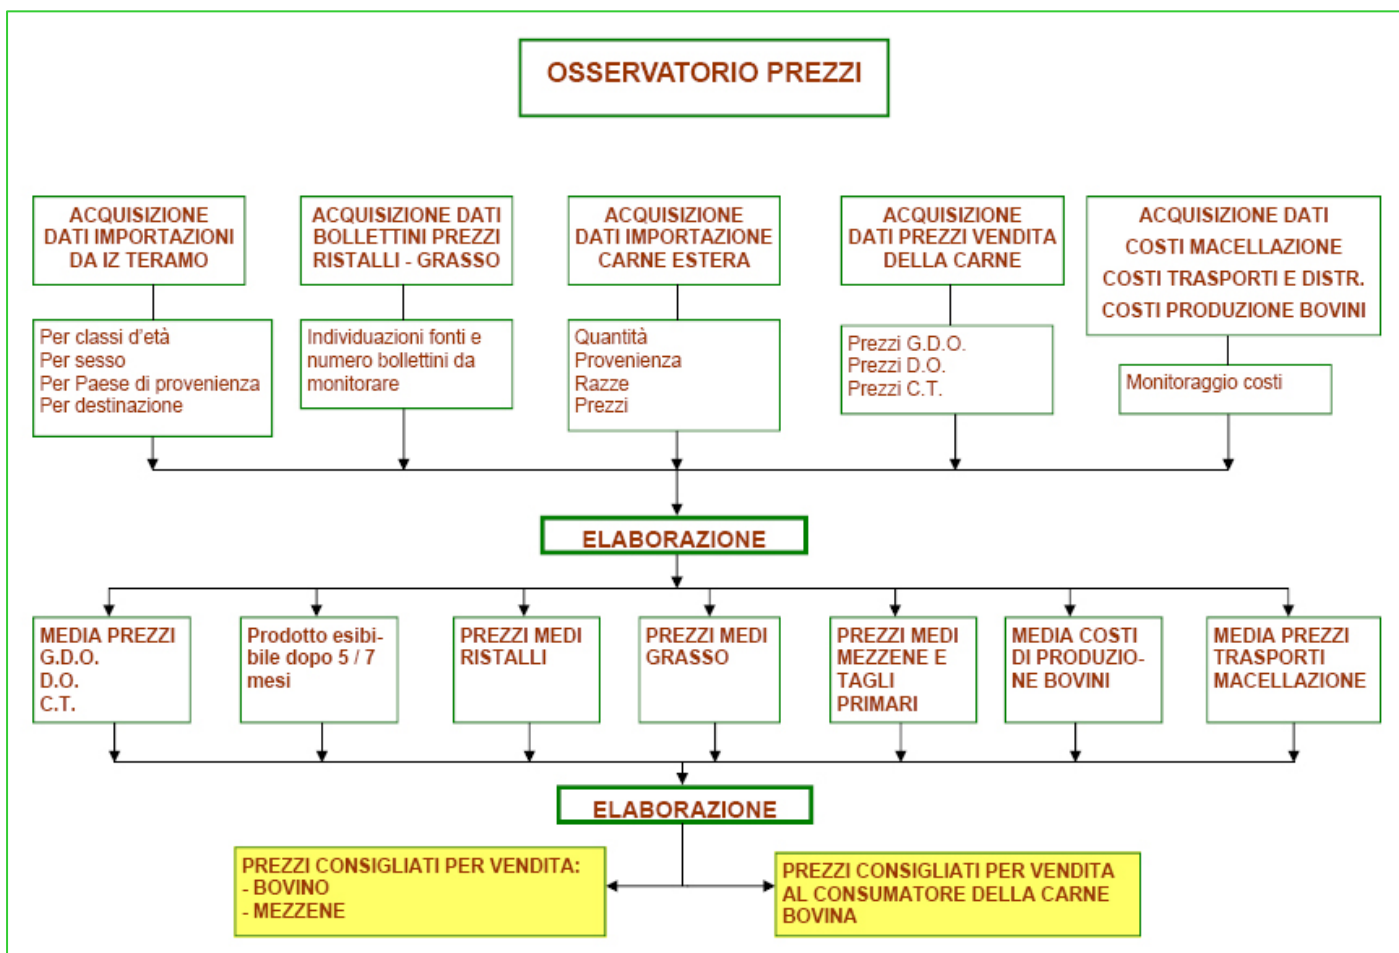 OSSERVATORIO PREZZI
ACQUISIZIONE
DATI IMPORTAZIONI
DA IZ TERAMO
ACQUISIZIONE DATI
BOLLETTINI PREZZI
RISTALLI - GRASSO
ACQUISIZIONE
DATI IMPORTAZIONE
CARNE ESTERA
ACQUISIZIONE
DATI PREZZI VENDITA
DELLA CARNE
ACQUISIZIONE DATI
COSTI MACELLAZIONE
COSTI TRASPORTI E DISTR.
COSTI PRODUZIONE BOVINI
Per classi d'età
Per sesso
Per Paese di provenienza
Per destinazione
Individuazioni fonti e
numero bollettini da
monitorare
Quantità
Provenienza
Razze
Prezzi
Prezzi G.D.O.
Prezzi D.O.
Prezzi C.T.
Monitoraggio costi
ELABORAZIONE
MEDIA PREZZI
G.D.O.
D.O.
C.T.
Prodotto esibi-
bile dopo 5 / 7
mesi
PREZZI MEDI
RISTALLI
PREZZI MEDI
GRASSO
PREZZI MEDI
MEZZENE E
TAGLI
PRIMARI
MEDIA COSTI
DI PRODUZIO-
NE BOVINI
MEDIA PREZZI
TRASPORTI
MACELLAZIONE
ELABORAZIONE
PREZZI CONSIGLIATI PER VENDITA:
- BOVINO
- MEZZENE
PREZZI CONSIGLIATI PER VENDITA
AL CONSUMATORE DELLA CARNE
BOVINA